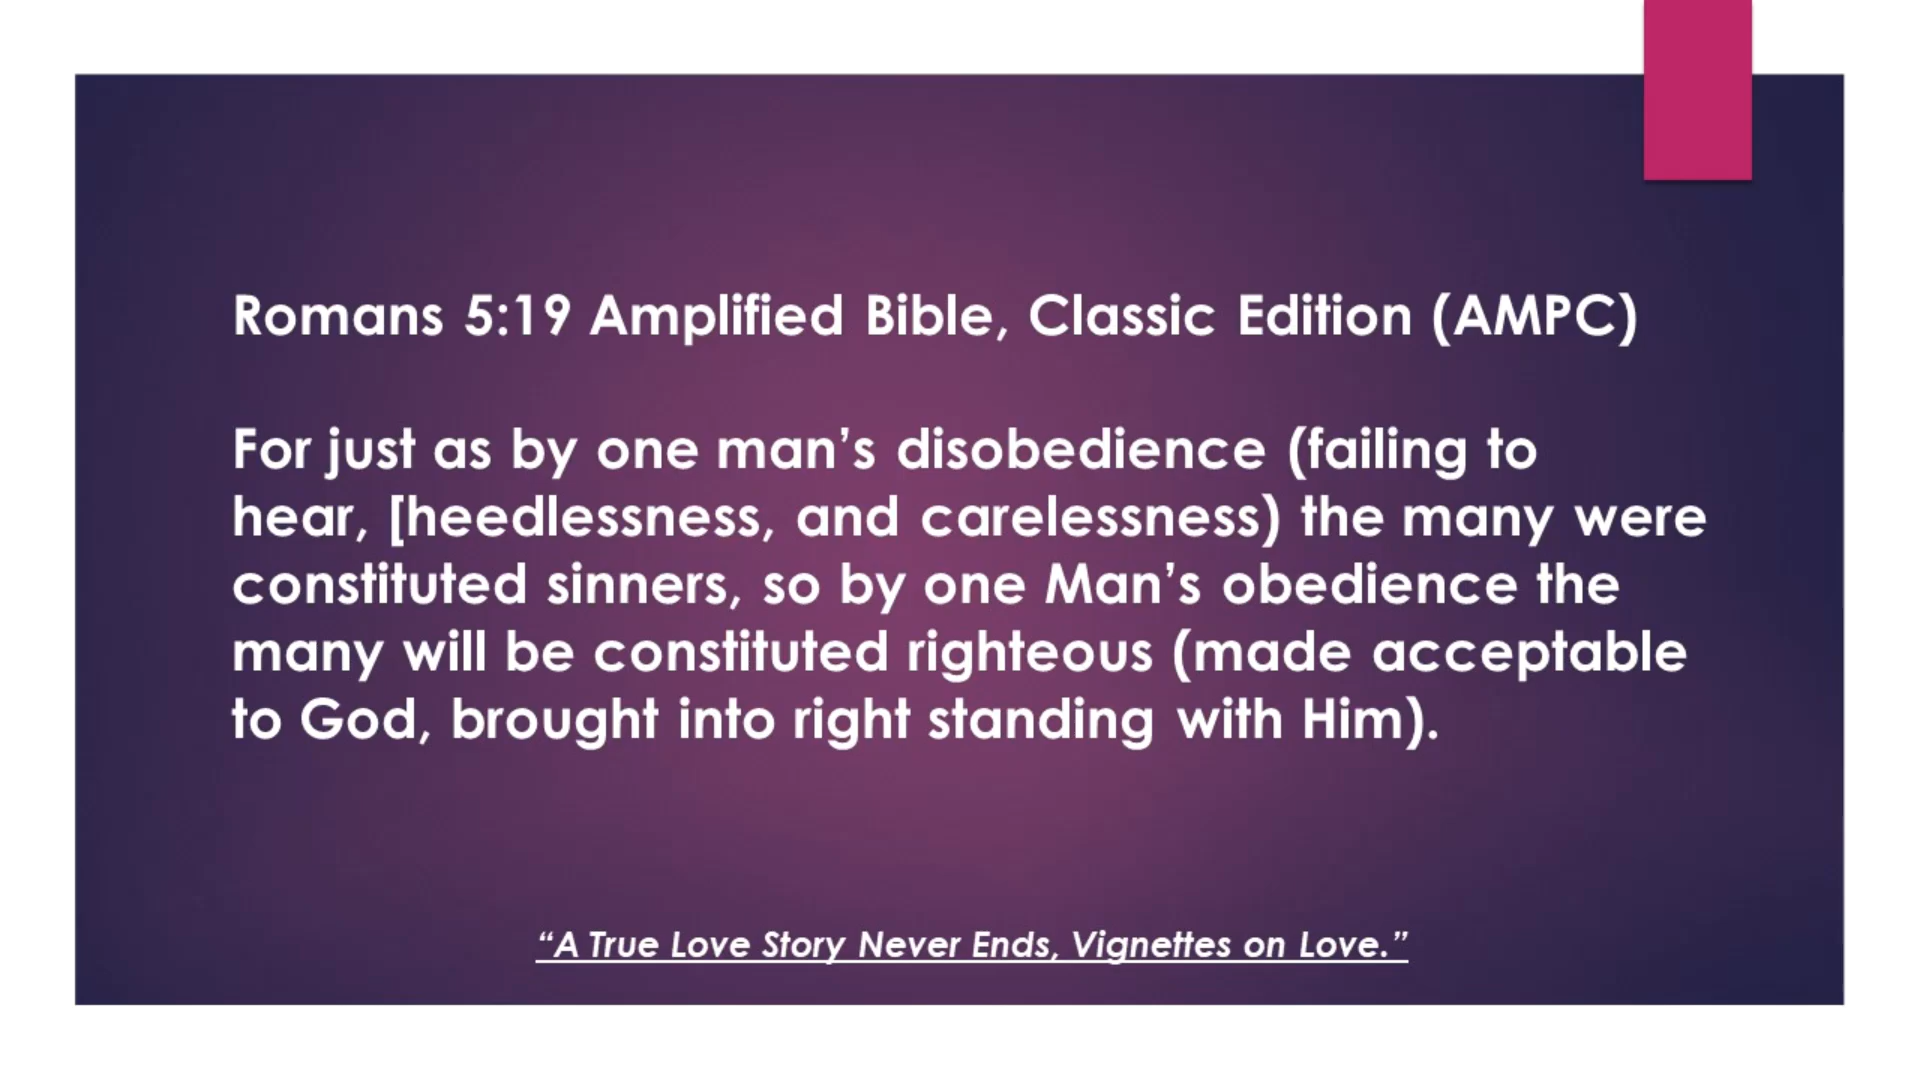 Romans 5:19 Amplified Bible, Classic Edition (AMPC)
For just as by one man’s disobedience (failing to
hear, [heedlessness, and carelessness) the many were
constituted sinners, so by one Man’s obedience the
many will be constituted righteous (made acceptable
to God, brought into right standing with Him).
“A True Love Story Never Ends, Vignettes on Love.”